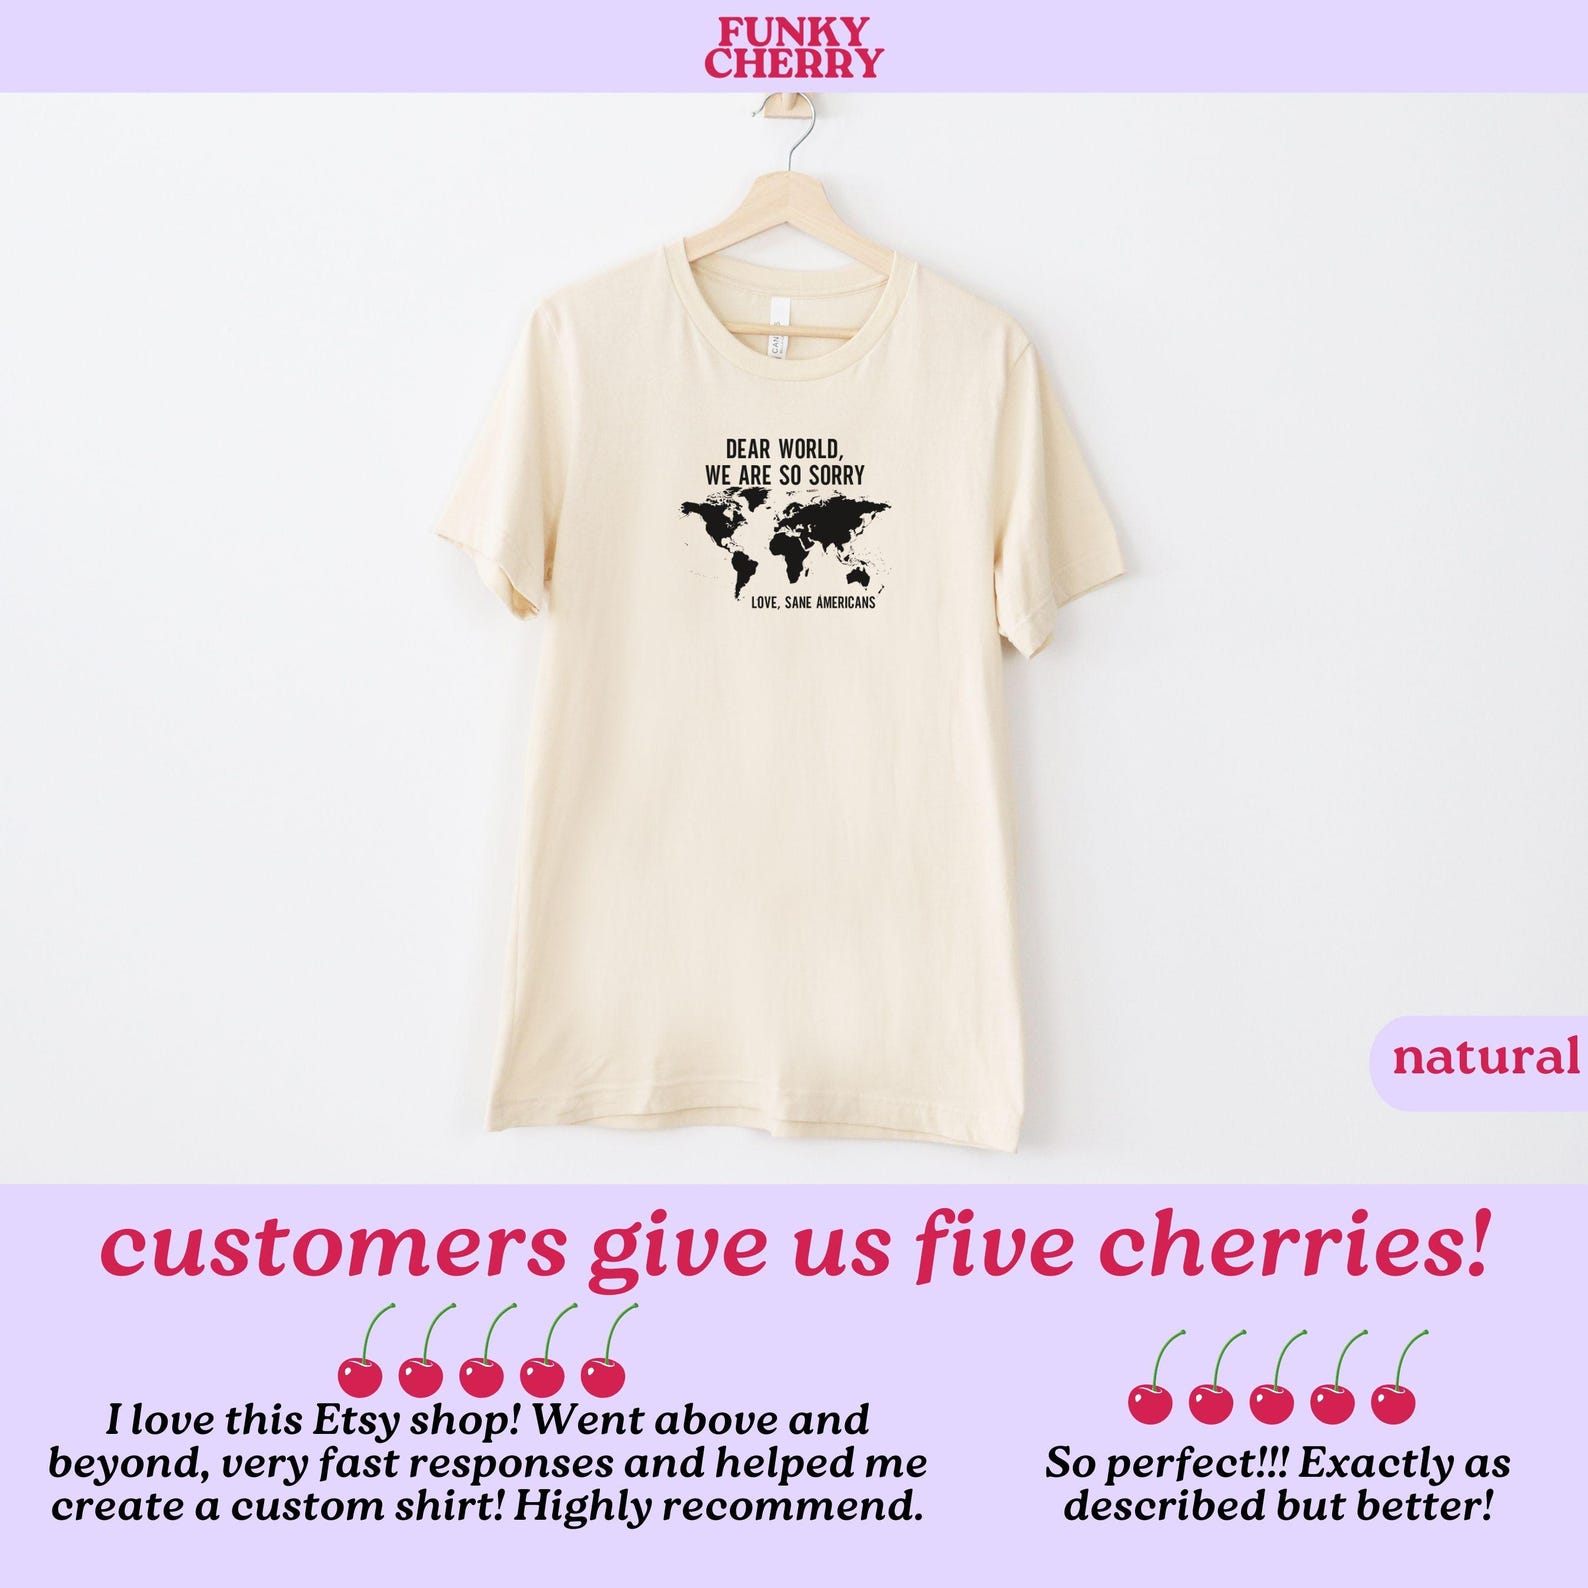 FUNKY
CHERRY
DEAR WORLD,
WE ARE SO SORRY
LOVE, SANE AMERICANS
natural
customers give us five cherries!
I love this Etsy shop! Went above and
beyond, very fast responses and helped me
create a custom shirt! Highly recommend.
So perfect!!! Exactly as
described but better!